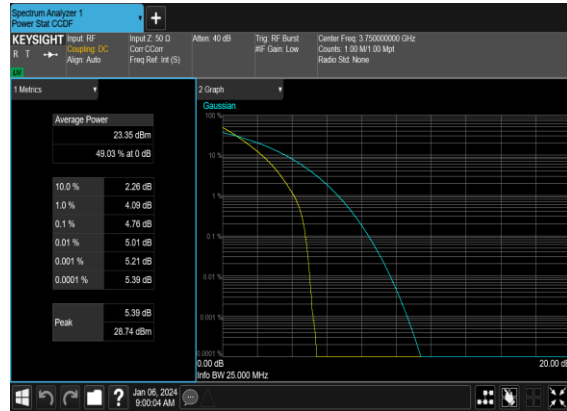 Spectrum Analyzer 1
Power Stat CCDF
KEYSIGHT
R T
LXI
Input: RF
Coupling: DC
Align: Auto
Input Z: 50 Ω
Corr CCorr
Freq Ref: Int (S)
Atten: 40 dB
Trig: RF Burst
#IF Gain: Low
Center Freq: 3.750000000 GHz
Counts: 1.00 M/1.00 Mpt
Radio Std: None
1 Metrics
Average Power
23.35 dBm
49.03 % at 0 dB
10.0 % 2.26 dB
1.0 % 4.09 dB
0.1 % 4.76 dB
0.01 % 5.01 dB
0.001 % 5.21 dB
0.0001 % 5.39 dB
Peak
5.39 dB
28.74 dBm
2 Graph
Gaussian
100 %
10 %
1 %
0.1 %
0.01 %
0.001 %
0.0001 %
0.00 dB
20.00 dB
Info BW 25.000 MHz
?
Jan 06, 2024
9:00:04 AM